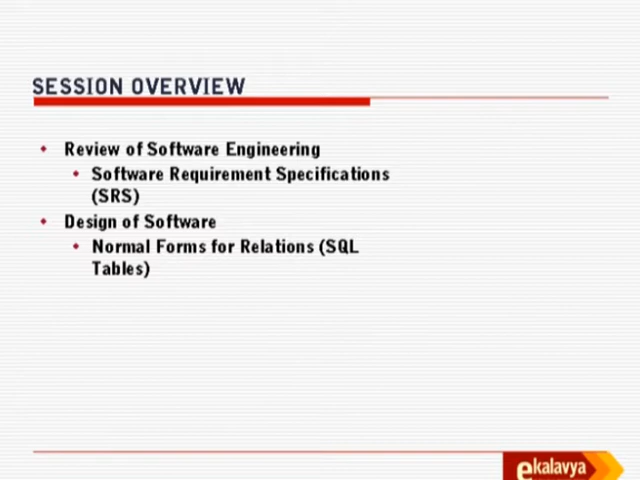 SESSION OVERVIEW
Review of Software Engineering
Software Requirement Specifications
(SRS)
Design of Software
Normal Forms for Relations (SQL
Tables)
ekalavya